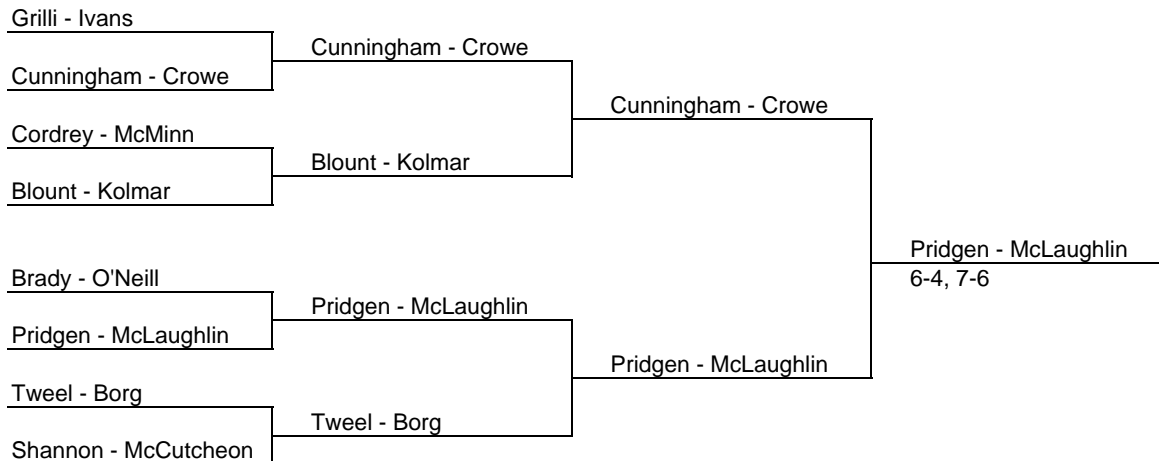 Grilli - Ivans
Cunningham - Crowe
Cunningham - Crowe
Cunningham - Crowe
Cordrey - McMinn
Blount - Kolmar
Blount - Kolmar
Pridgen - McLaughlin
6-4, 7-6
Brady - O'Neill
Pridgen - McLaughlin
Pridgen - McLaughlin
Pridgen - McLaughlin
Tweel - Borg
Tweel - Borg
Shannon - McCutcheon